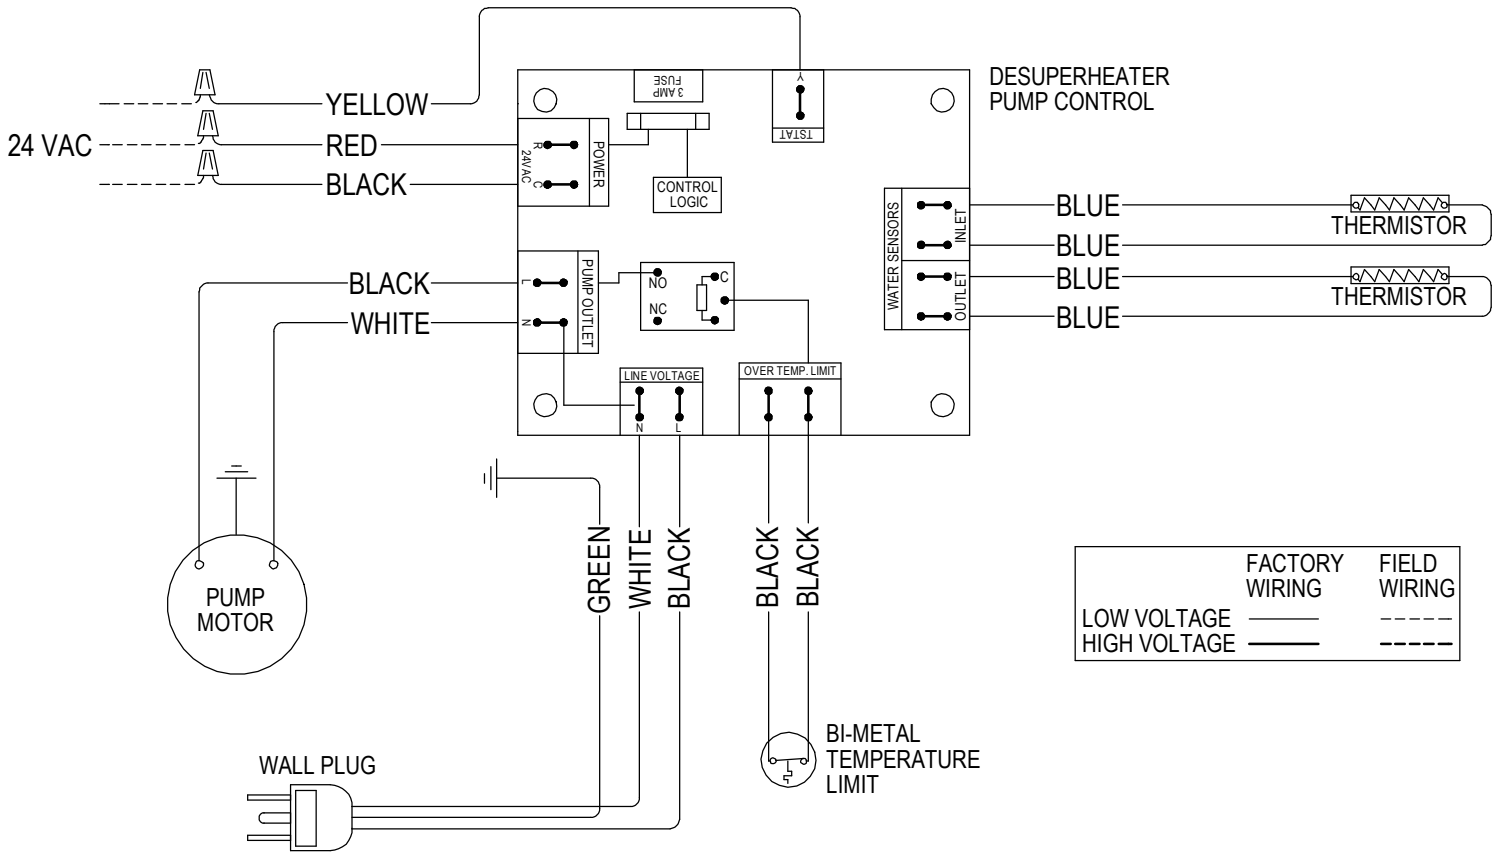 DESUPERHEATER
PUMP CONTROL
Y
TSTAT
3 AMP
FUSE
YELLOW
24 VAC
RED
BLACK
R
C
24VAC
POWER
CONTROL
LOGIC
WATER SENSORS
INLET
OUTLET
BLUE
THERMISTOR
BLUE
BLUE
THERMISTOR
BLUE
BLACK
WHITE
L
N
PUMP OUTLET
NO
NC
C
LINE VOLTAGE
N
L
OVER TEMP. LIMIT
GREEN
WHITE
BLACK
BLACK
BLACK
PUMP
MOTOR
FACTORY
WIRING
FIELD
WIRING
LOW VOLTAGE
HIGH VOLTAGE
BI-METAL
TEMPERATURE
LIMIT
WALL PLUG